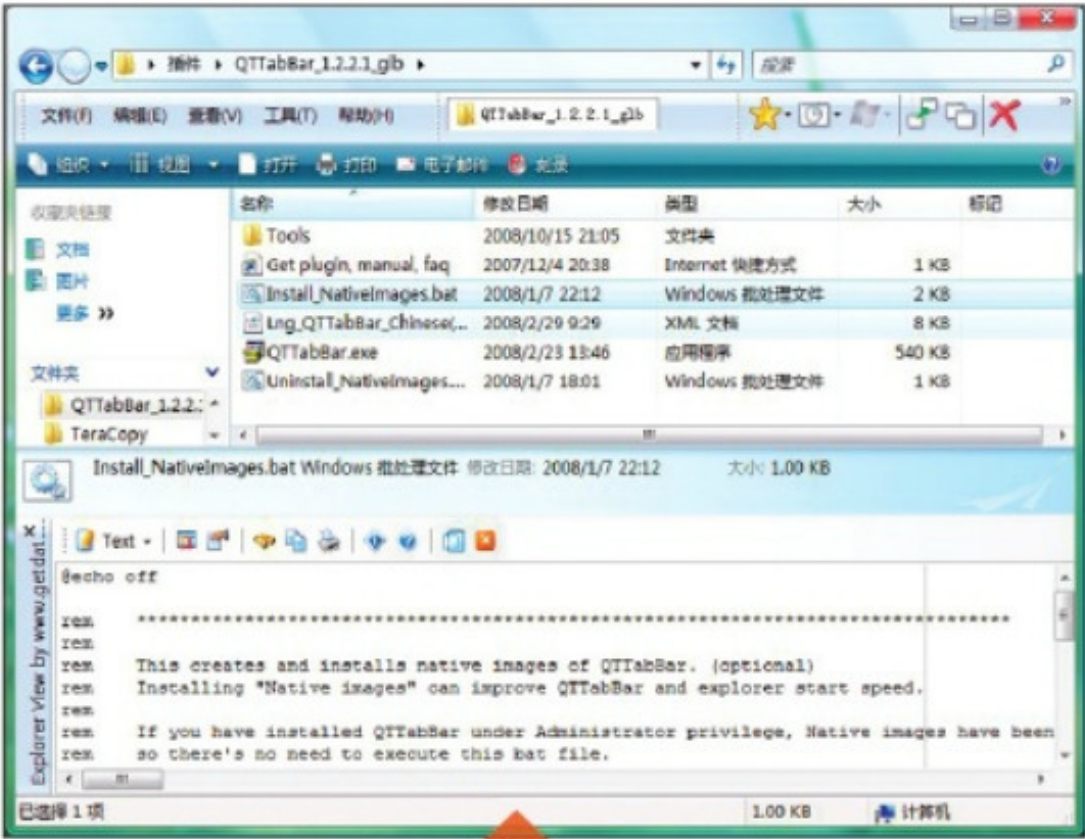 插件 QTTabBar_1.2.2.1_glb
搜索
文件(F) 编辑(E) 查看(V) 工具(T) 帮助(H)
QTTabBar_1.2.2.1_glb
组织 视图 打开 打印 电子邮件 刻录
收藏夹链接
文档
图片
更多 »
文件夹
QTTabBar_1.2.2.:
TeraCopy
名称 修改日期 类型 大小 标记
Tools 2008/10/15 21:05 文件夹
Get plugin, manual, faq 2007/12/4 20:38 Internet 快捷方式 1 KB
Install_NativeImages.bat 2008/1/7 22:12 Windows 批处理文件 2 KB
Lng_QTTabBar_Chinese(... 2008/2/29 9:29 XML 文档 8 KB
QTTabBar.exe 2008/2/23 13:46 应用程序 540 KB
Uninstall_NativeImages.... 2008/1/7 18:01 Windows 批处理文件 1 KB
Install_NativeImages.bat Windows 批处理文件 修改日期: 2008/1/7 22:12 大小: 1.00 KB
Explorer View by www.getdat...
Text
@echo off
rem *********************************************************************************
rem
rem This creates and installs native images of QTTabBar. (optional)
rem Installing "Native images" can improve QTTabBar and explorer start speed.
rem
rem If you have installed QTTabBar under Administrator privilege, Native images have been
rem so there's no need to execute this bat file.
已选择 1 项 1.00 KB 计算机